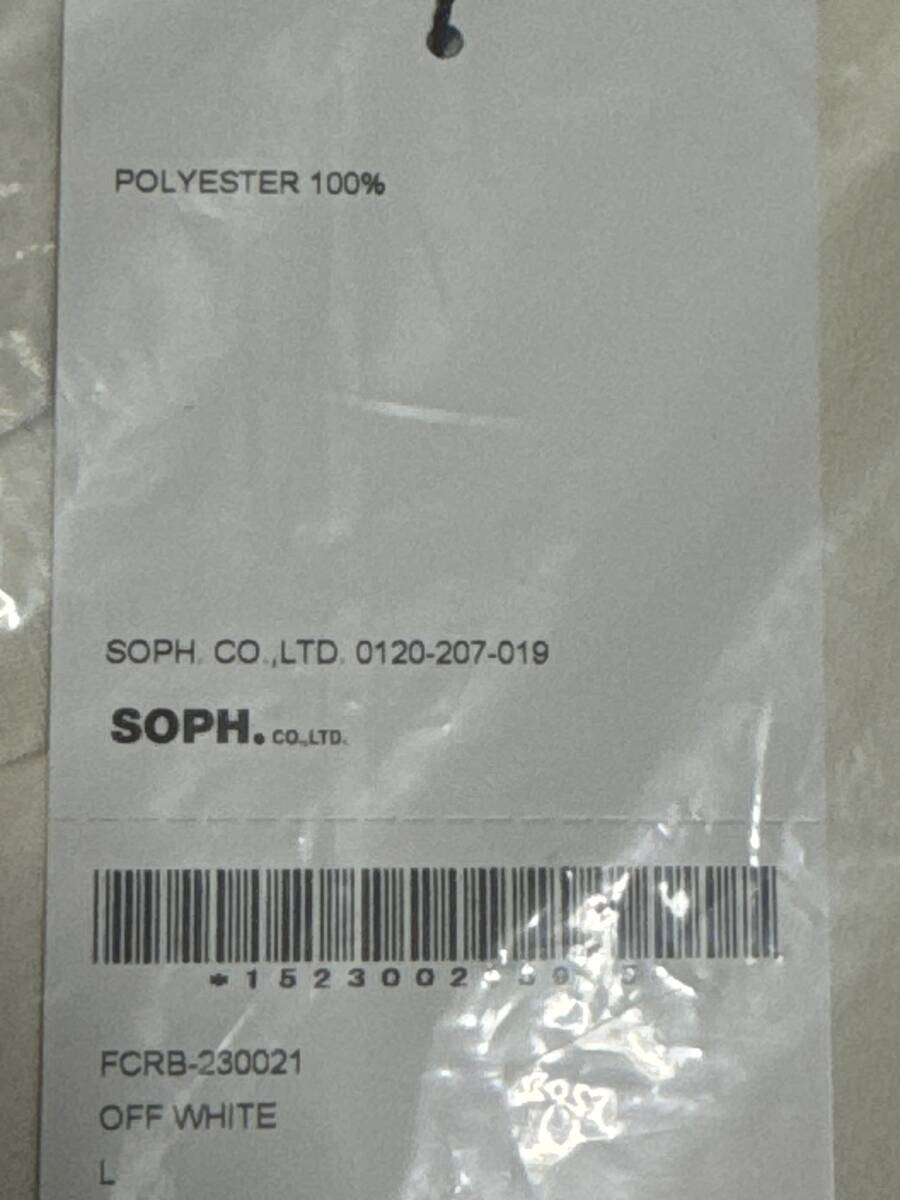 POLYESTER 100%
SOPH. CO.,LTD. 0120-207-019
SOPH. CO.,LTD.
FCRB-230021
OFF WHITE
L